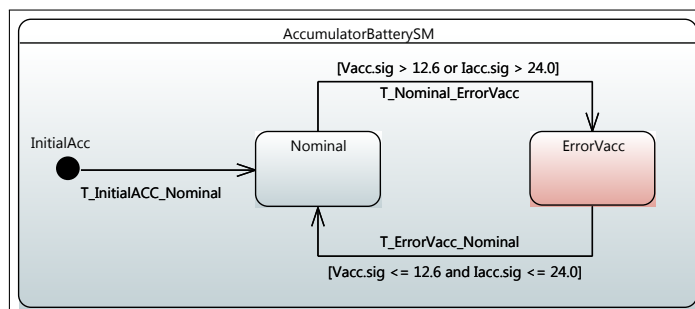 AccumulatorBatterySM
[Vacc.sig > 12.6 or Iacc.sig > 24.0]
T_Nominal_ErrorVacc
InitialAcc
Nominal
ErrorVacc
T_InitialACC_Nominal
T_ErrorVacc_Nominal
[Vacc.sig <= 12.6 and Iacc.sig <= 24.0]